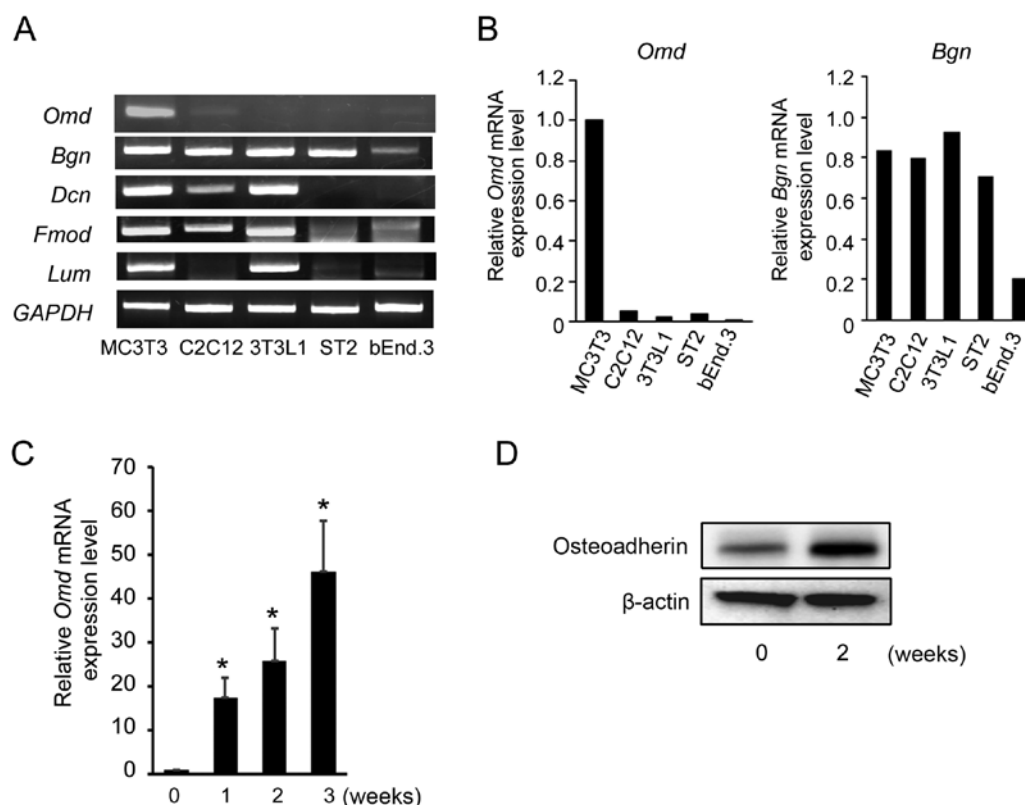 A
Omd
Bgn
Dcn
Fmod
Lum
GAPDH
MC3T3 C2C12 3T3L1 ST2 bEnd.3
B
Omd
Relative Omd mRNA
expression level
1.2
1.0
0.8
0.6
0.4
0.2
0
MC3T3
C2C12
3T3L1
ST2
bEnd.3
Bgn
Relative Bgn mRNA
expression level
1.2
1.0
0.8
0.6
0.4
0.2
0
MC3T3
C2C12
3T3L1
ST2
bEnd.3
C
Relative Omd mRNA
expression level
70
60
50
40
30
20
10
0
* * *
0 1 2 3 (weeks)
D
Osteoadherin
β-actin
0 2 (weeks)